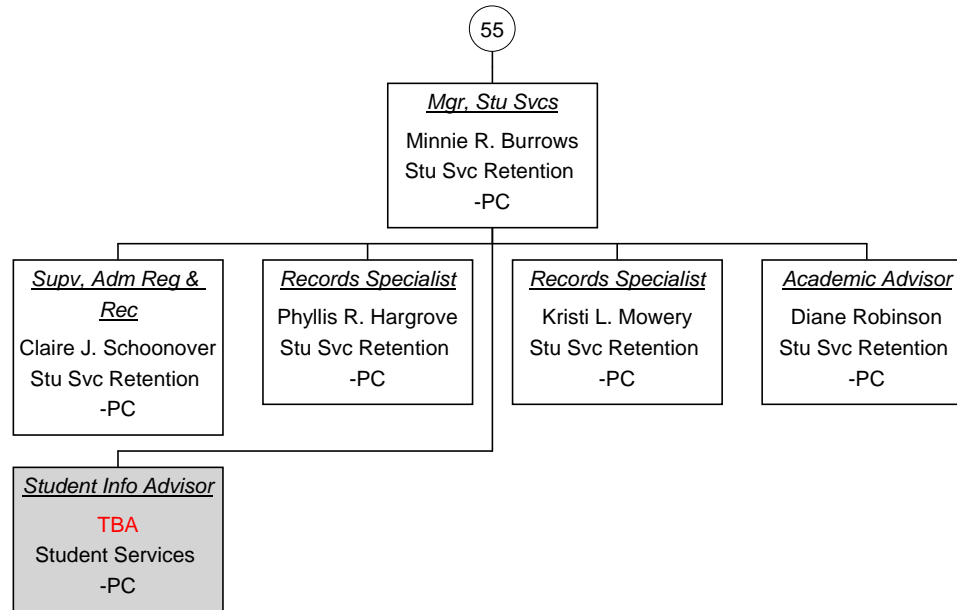 55
Mgr, Stu Svcs
Minnie R. Burrows
Stu Svc Retention
-PC
Supv, Adm Reg &
Rec
Claire J. Schoonover
Stu Svc Retention
-PC
Records Specialist
Phyllis R. Hargrove
Stu Svc Retention
-PC
Records Specialist
Kristi L. Mowery
Stu Svc Retention
-PC
Academic Advisor
Diane Robinson
Stu Svc Retention
-PC
Student Info Advisor
TBA
Student Services
-PC